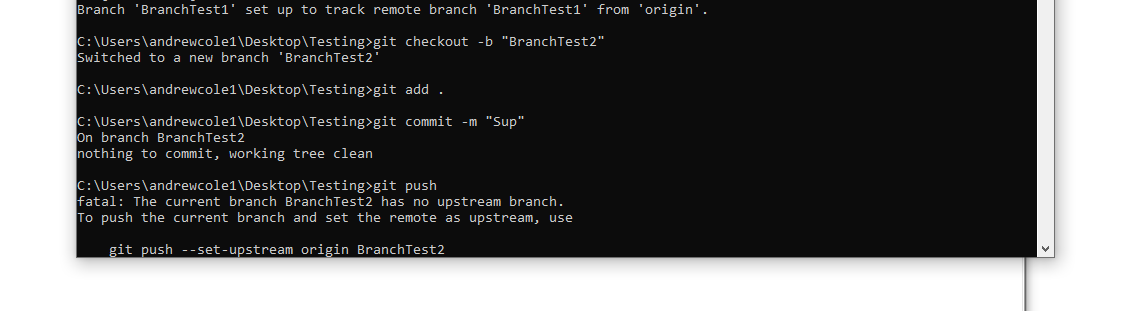 Branch 'BranchTest1' set up to track remote branch 'BranchTest1' from 'origin'.
C:\Users\andrewcole1\Desktop\Testing>git checkout -b "BranchTest2"
Switched to a new branch 'BranchTest2'
C:\Users\andrewcole1\Desktop\Testing>git add .
C:\Users\andrewcole1\Desktop\Testing>git commit -m "Sup"
On branch BranchTest2
nothing to commit, working tree clean
C:\Users\andrewcole1\Desktop\Testing>git push
fatal: The current branch BranchTest2 has no upstream branch.
To push the current branch and set the remote as upstream, use
git push --set-upstream origin BranchTest2